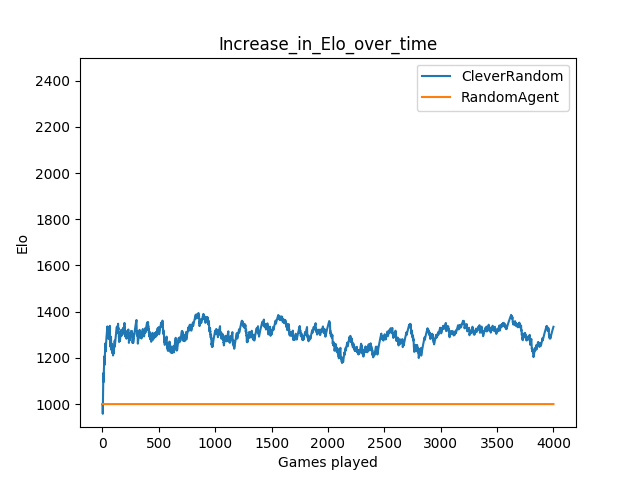 Increase_in_Elo_over_time
CleverRandom
RandomAgent
2400
2200
2000
1800
1600
1400
1200
1000
Elo
0 500 1000 1500 2000 2500 3000 3500 4000
Games played